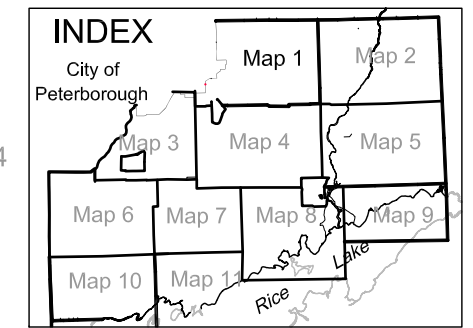 INDEX
City of
Peterborough
Map 1
Map 2
4
Map 3
Map 4
Map 5
Map 6
Map 7
Map 8
Map 9
Map 10
Map 11
Rice Lake